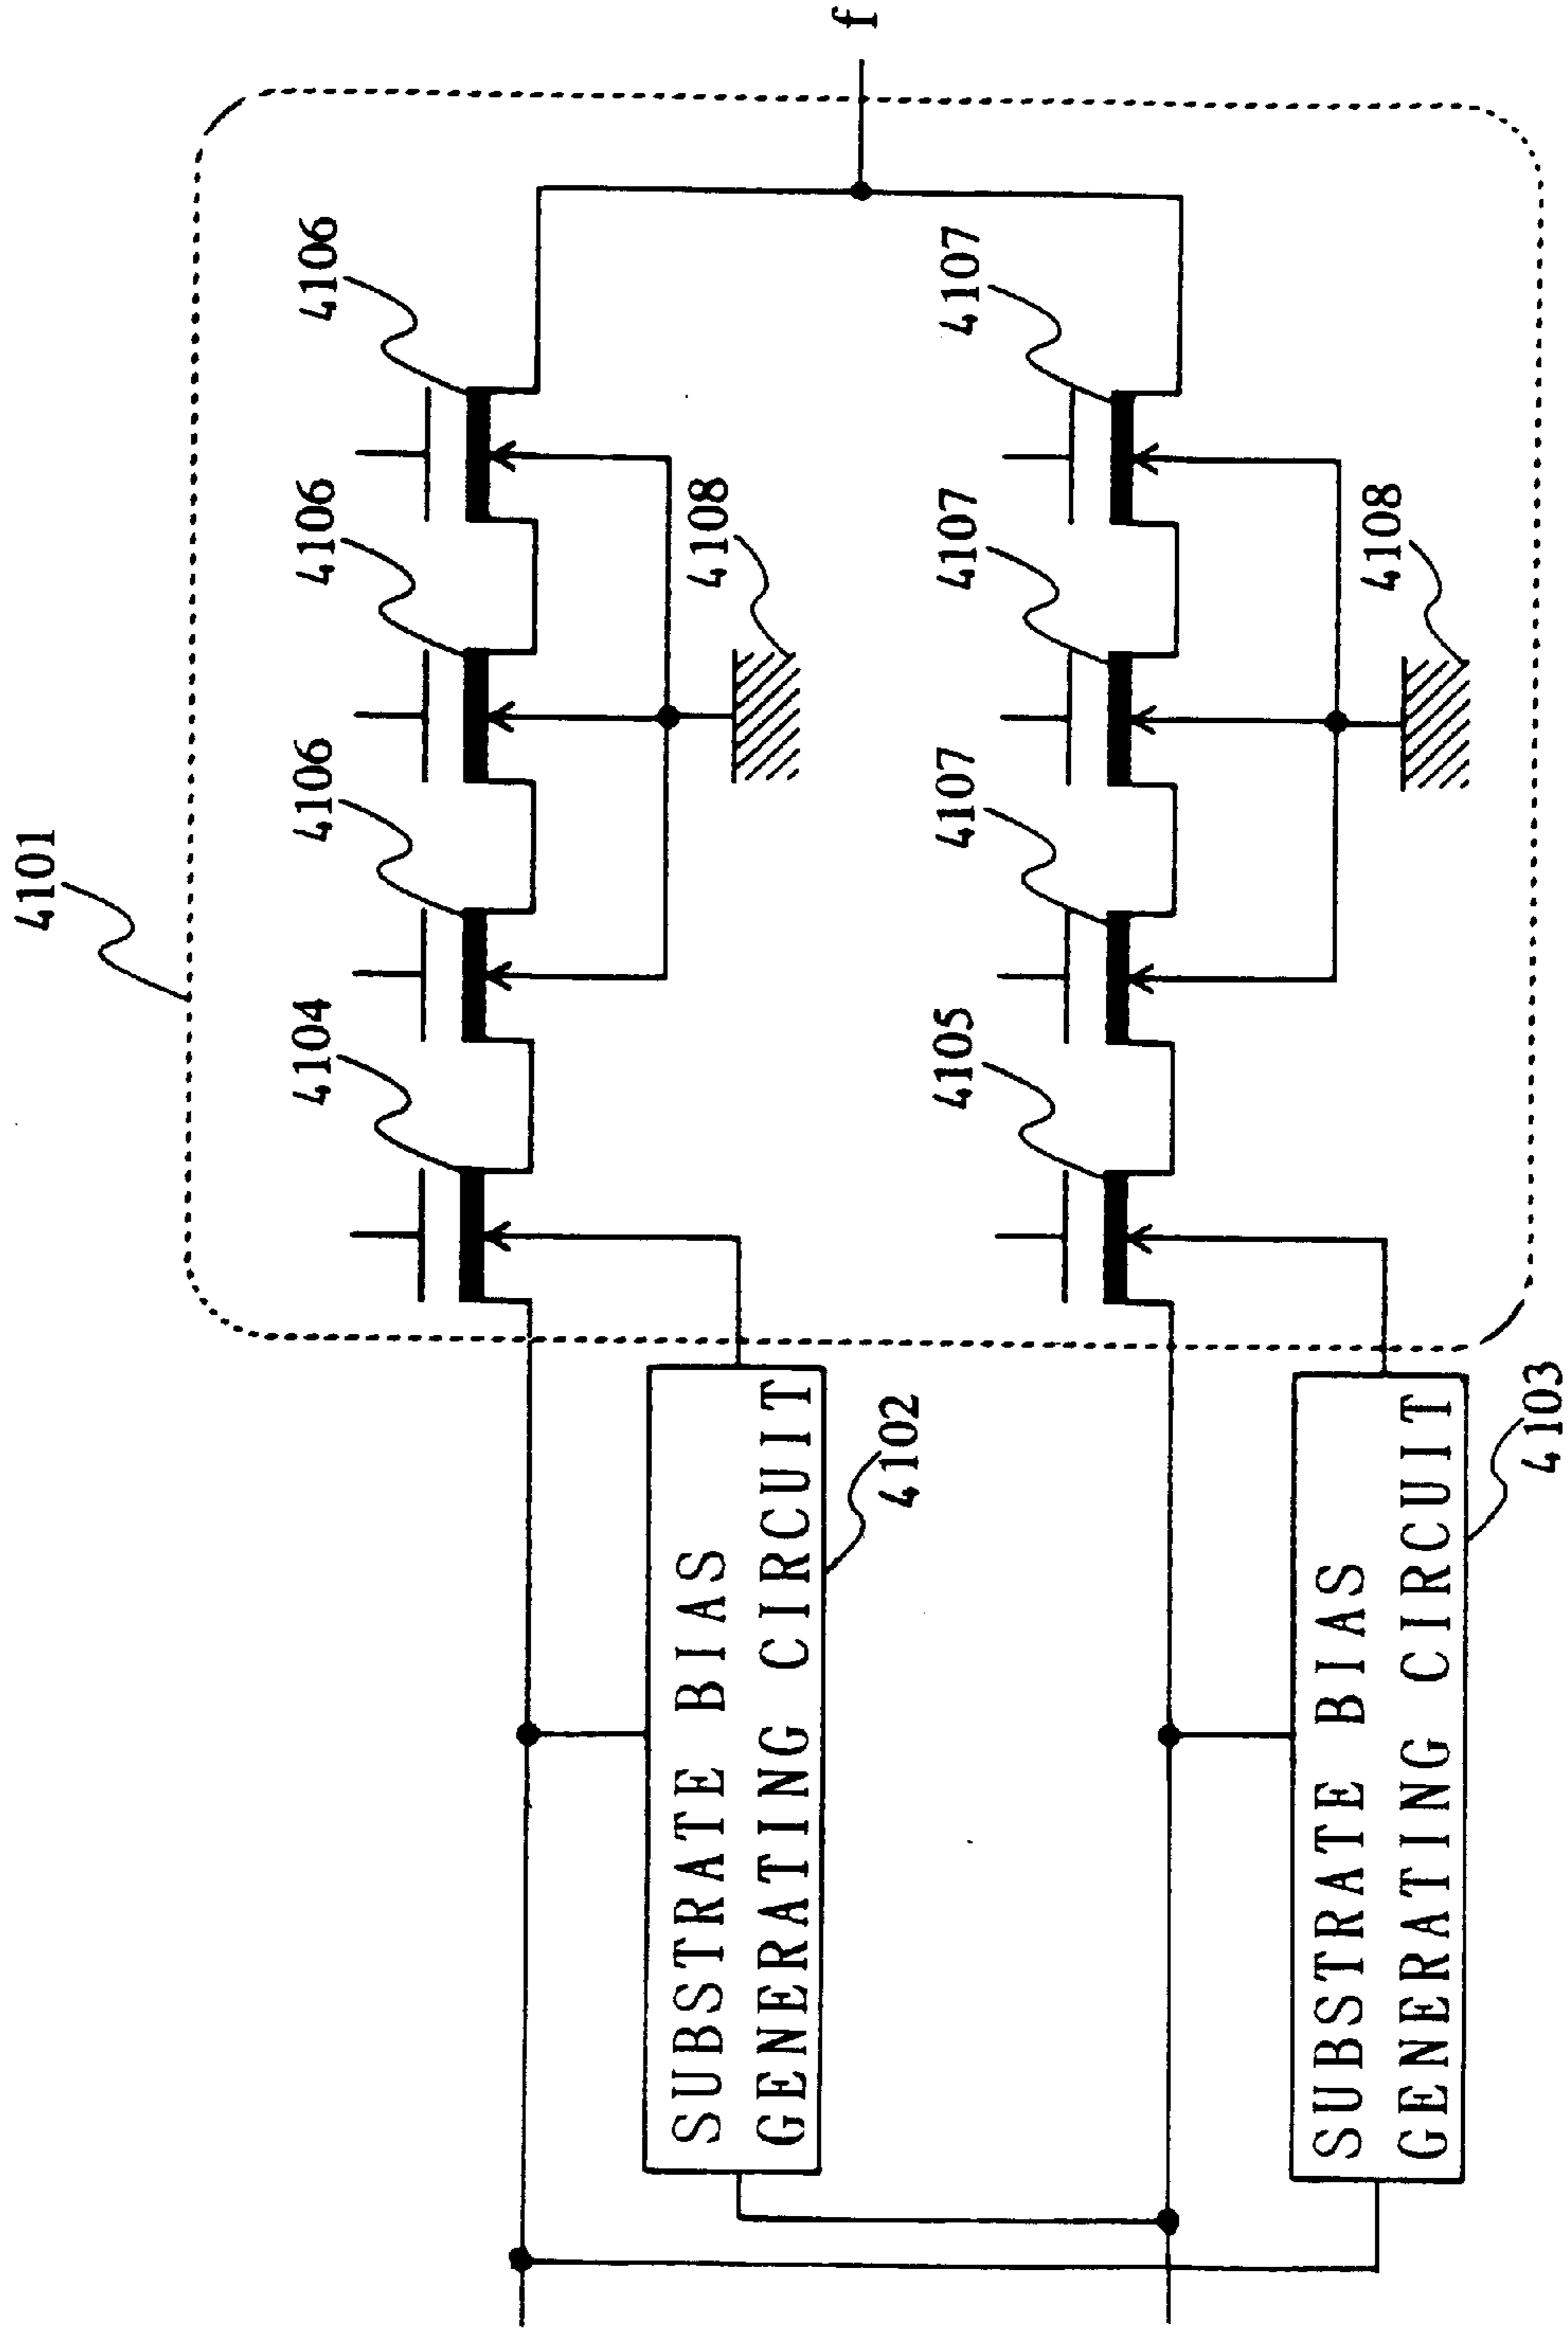 4101
4104
4106
4106
4106
SUBSTRATE BIAS
GENERATING CIRCUIT
4108
4102
f
4105
4107
4107
4107
SUBSTRATE BIAS
GENERATING CIRCUIT
4108
4103